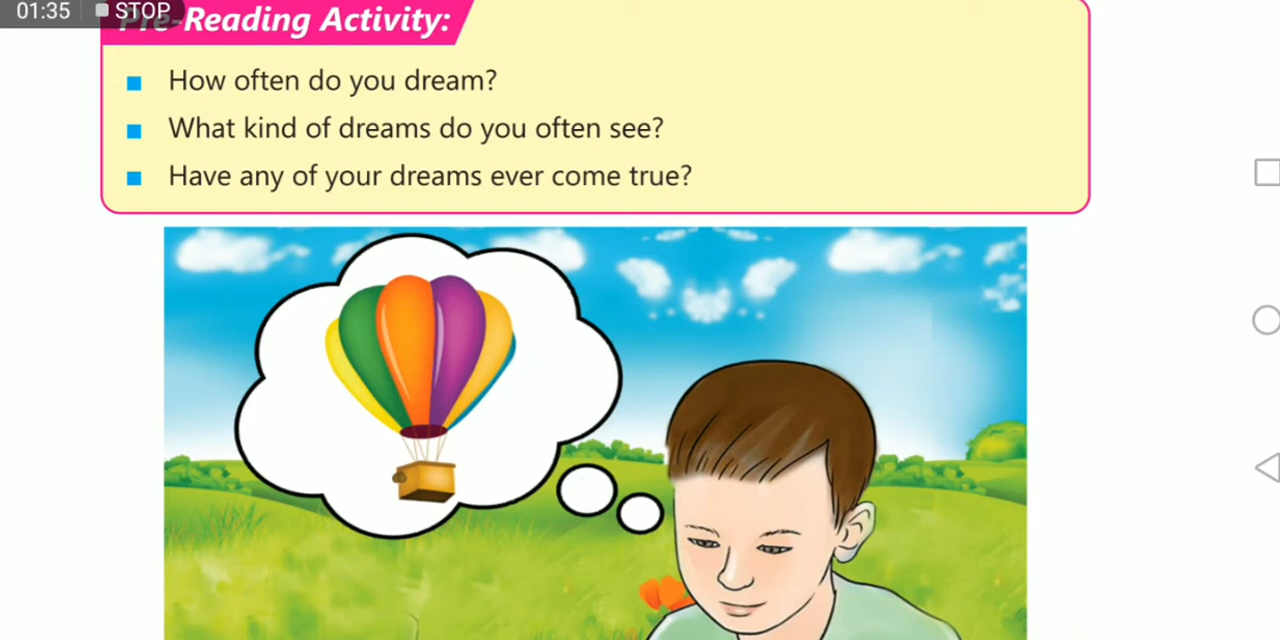 01:35 STOP
Pre-Reading Activity:
How often do you dream?
What kind of dreams do you often see?
Have any of your dreams ever come true?